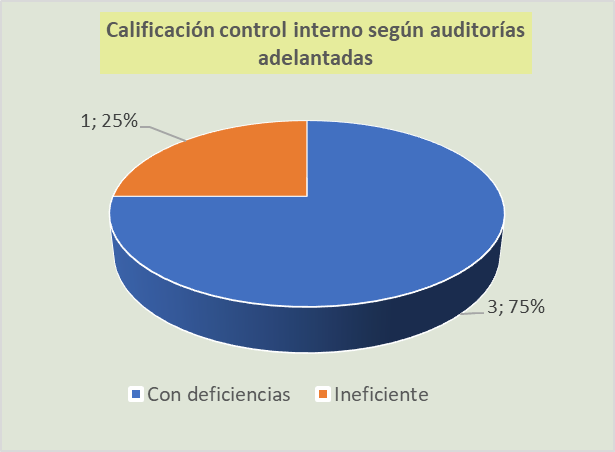 Calificación control interno según auditorías
adelantadas
1; 25%
3; 75%
Con deficiencias
Ineficiente